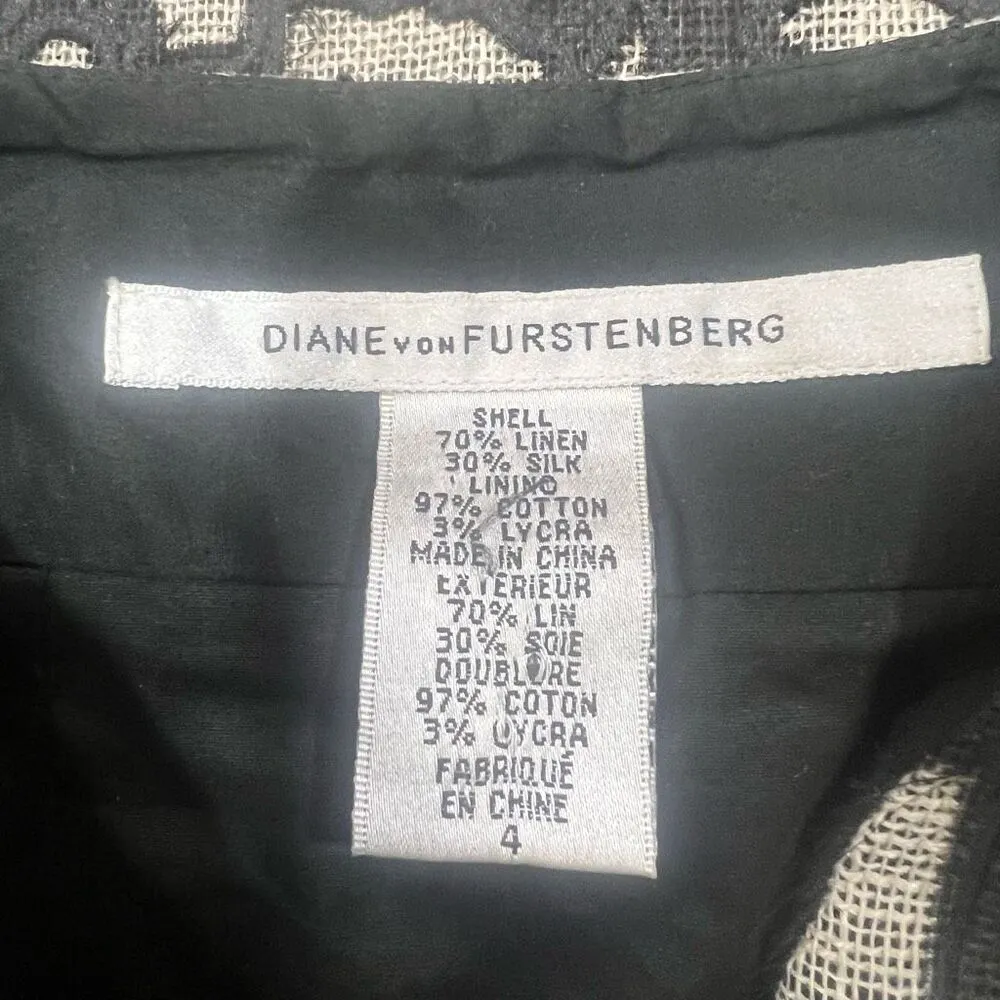 DIANE VON FURSTENBERG
SHELL
70% LINEN
30% SILK
LINING
97% COTTON
3% LYCRA
MADE IN CHINA
EXTÉRIEUR
70% LIN
30% SOIE
DOUBLURE
97% COTON
3% LYCRA
FABRIQUÉ
EN CHINE
4